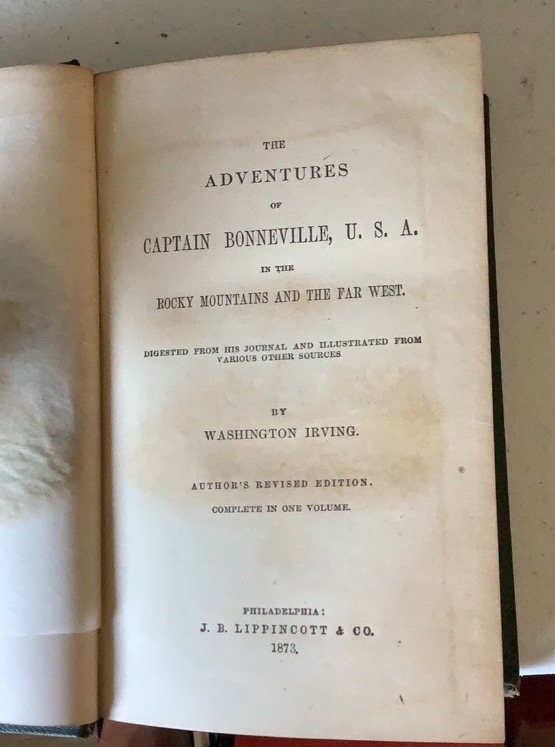 THE
ADVENTURES
OF
CAPTAIN BONNEVILLE, U. S. A.
IN THE
ROCKY MOUNTAINS AND THE FAR WEST.
DIGESTED FROM HIS JOURNAL AND ILLUSTRATED FROM
VARIOUS OTHER SOURCES
BY
WASHINGTON IRVING.
AUTHOR'S REVISED EDITION.
COMPLETE IN ONE VOLUME.
PHILADELPHIA:
J. B. LIPPINCOTT & CO.
1873.